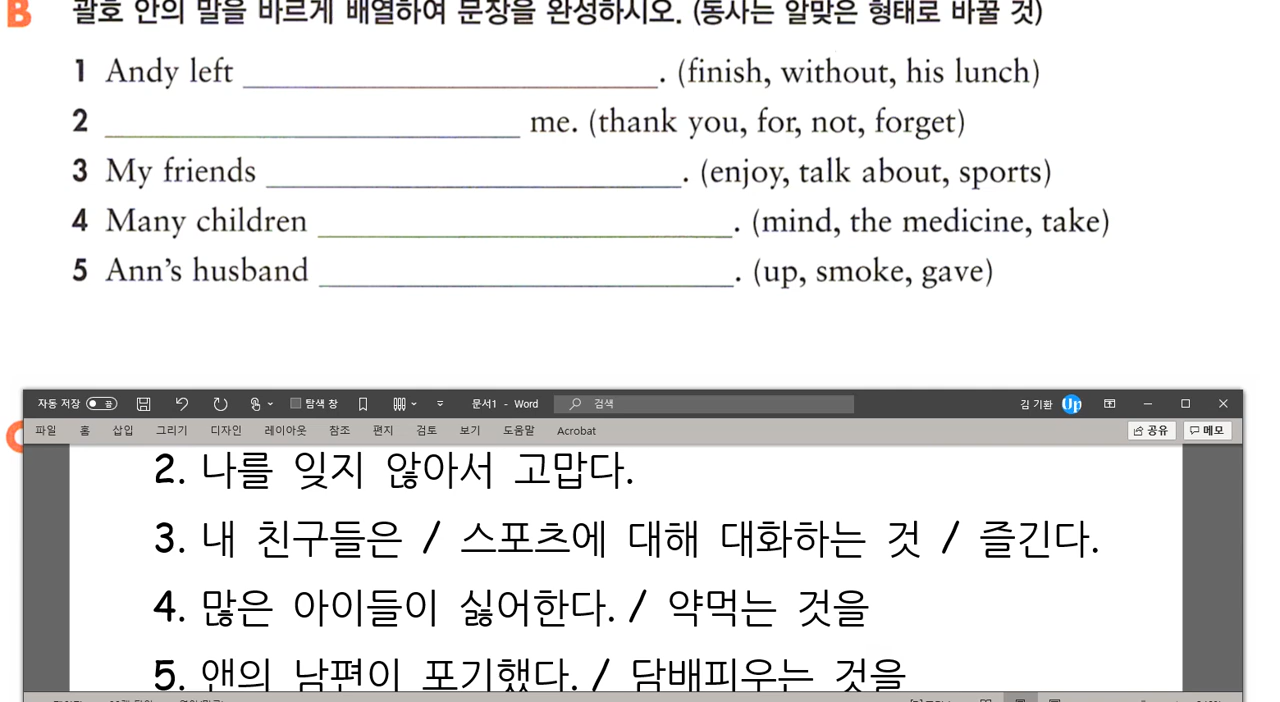 B 괄호 안의 말을 바르게 배열하여 문장을 완성하시오. (동사는 알맞은 형태로 바꿀 것)
1 Andy left ____________________. (finish, without, his lunch)
2 ____________________ me. (thank you, for, not, forget)
3 My friends ____________________. (enjoy, talk about, sports)
4 Many children ____________________. (mind, the medicine, take)
5 Ann's husband ____________________. (up, smoke, gave)
자동 저장 끔 탐색 창 문서1 - Word 검색 김 기환 Up
파일 홈 삽입 그리기 디자인 레이아웃 참조 편지 검토 보기 도움말 Acrobat 공유 메모
2. 나를 잊지 않아서 고맙다.
3. 내 친구들은 / 스포츠에 대해 대화하는 것 / 즐긴다.
4. 많은 아이들이 싫어한다. / 약먹는 것을
5. 앤의 남편이 포기했다. / 담배피우는 것을